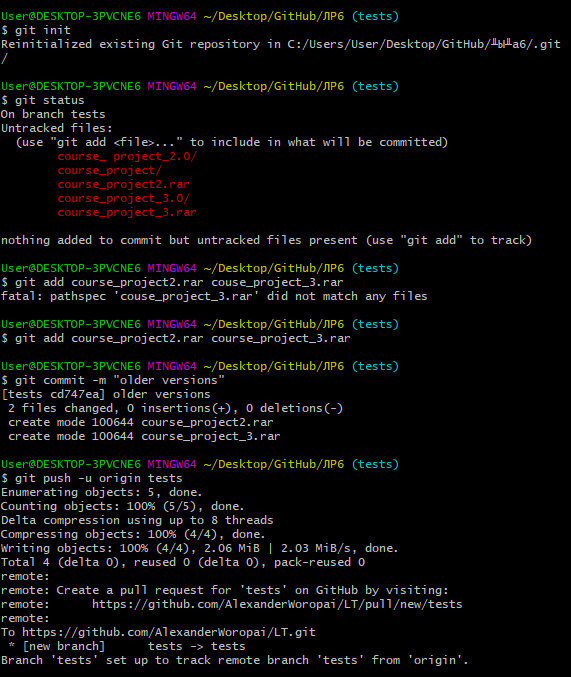 User@DESKTOP-3PVCNE6 MINGW64 ~/Desktop/GitHub/ЛР6 (tests)
$ git init
Reinitialized existing Git repository in C:/Users/User/Desktop/GitHub/╨Ы╨а6/.git
/
User@DESKTOP-3PVCNE6 MINGW64 ~/Desktop/GitHub/ЛР6 (tests)
$ git status
On branch tests
Untracked files:
  (use "git add <file>..." to include in what will be committed)
        course_ project_2.0/
        course_project/
        course_project2.rar
        course_project_3.0/
        course_project_3.rar
nothing added to commit but untracked files present (use "git add" to track)
User@DESKTOP-3PVCNE6 MINGW64 ~/Desktop/GitHub/ЛР6 (tests)
$ git add course_project2.rar couse_project_3.rar
fatal: pathspec 'couse_project_3.rar' did not match any files
User@DESKTOP-3PVCNE6 MINGW64 ~/Desktop/GitHub/ЛР6 (tests)
$ git add course_project2.rar course_project_3.rar
User@DESKTOP-3PVCNE6 MINGW64 ~/Desktop/GitHub/ЛР6 (tests)
$ git commit -m "older versions"
[tests cd747ea] older versions
 2 files changed, 0 insertions(+), 0 deletions(-)
 create mode 100644 course_project2.rar
 create mode 100644 course_project_3.rar
User@DESKTOP-3PVCNE6 MINGW64 ~/Desktop/GitHub/ЛР6 (tests)
$ git push -u origin tests
Enumerating objects: 5, done.
Counting objects: 100% (5/5), done.
Delta compression using up to 8 threads
Compressing objects: 100% (4/4), done.
Writing objects: 100% (4/4), 2.06 MiB | 2.03 MiB/s, done.
Total 4 (delta 0), reused 0 (delta 0), pack-reused 0
remote:
remote: Create a pull request for 'tests' on GitHub by visiting:
remote:      https://github.com/AlexanderWoropai/LT/pull/new/tests
remote:
To https://github.com/AlexanderWoropai/LT.git
 * [new branch]      tests -> tests
Branch 'tests' set up to track remote branch 'tests' from 'origin'.